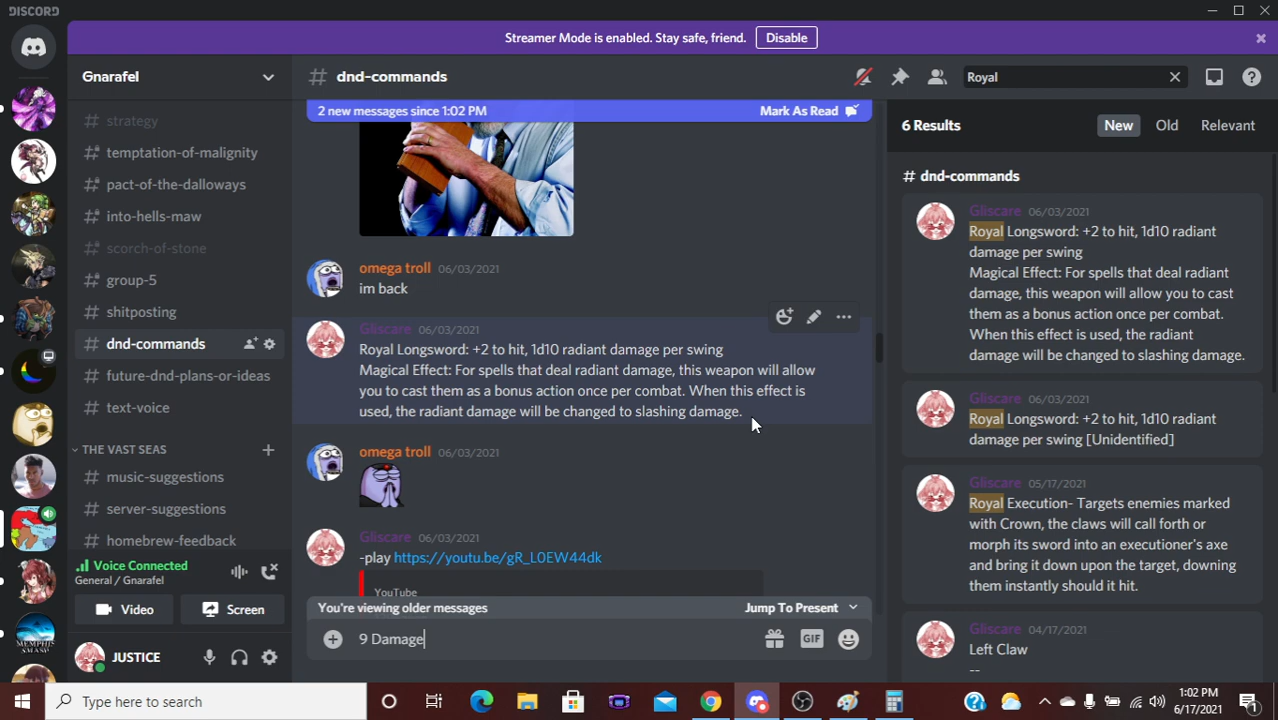 DISCORD
Streamer Mode is enabled. Stay safe, friend.
Disable
Gnarafel
dnd-commands
Royal
strategy
temptation-of-malignity
pact-of-the-dalloways
into-hells-maw
scorch-of-stone
group-5
shitposting
dnd-commands
future-dnd-plans-or-ideas
text-voice
THE VAST SEAS
music-suggestions
server-suggestions
homebrew-feedback
Voice Connected
General / Gnarafel
Video
Screen
JUSTICE
2 new messages since 1:02 PM
Mark As Read
omega troll 06/03/2021
im back
Gliscare 06/03/2021
Royal Longsword: +2 to hit, 1d10 radiant damage per swing
Magical Effect: For spells that deal radiant damage, this weapon will allow
you to cast them as a bonus action once per combat. When this effect is
used, the radiant damage will be changed to slashing damage.
omega troll 06/03/2021
Gliscare 06/03/2021
-play https://youtu.be/gR_L0EW44dk
YouTube
You're viewing older messages
Jump To Present
9 Damage
6 Results
New
Old
Relevant
# dnd-commands
Gliscare 06/03/2021
Royal Longsword: +2 to hit, 1d10 radiant
damage per swing
Magical Effect: For spells that deal radiant
damage, this weapon will allow you to cast
them as a bonus action once per combat.
When this effect is used, the radiant
damage will be changed to slashing damage.
Gliscare 06/03/2021
Royal Longsword: +2 to hit, 1d10 radiant
damage per swing [Unidentified]
Gliscare 05/17/2021
Royal Execution- Targets enemies marked
with Crown, the claws will call forth or
morph its sword into an executioner's axe
and bring it down upon the target, downing
them instantly should it hit.
Gliscare 04/17/2021
Left Claw
--
Type here to search
1:02 PM
6/17/2021
1